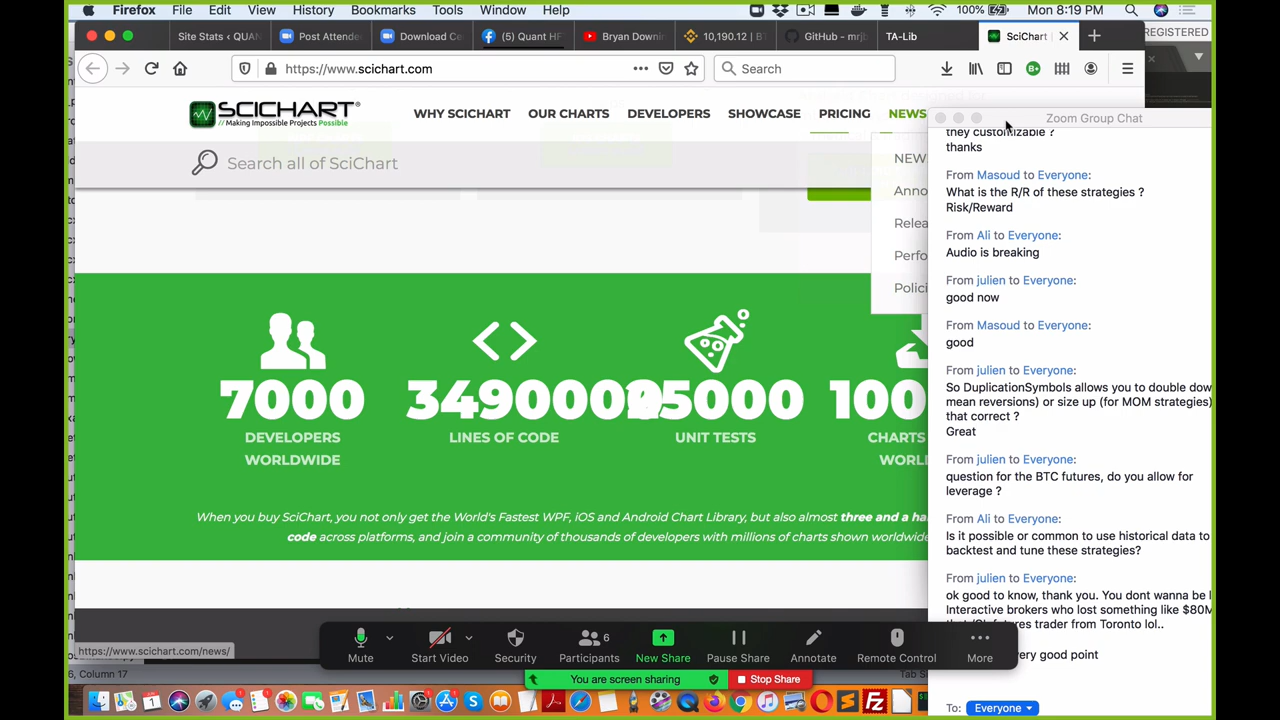 Firefox File Edit View History Bookmarks Tools Window Help 100% Mon 8:19 PM
Site Stats ‹ QUAN Post Attende Download Ce (5) Quant HF Bryan Downin 10,190.12 | B GitHub - mrjb TA-Lib SciChart REGISTERED
https://www.scichart.com Search
SCICHART®
// Making Impossible Projects Possible
WHY SCICHART OUR CHARTS DEVELOPERS SHOWCASE PRICING NEWS
Search all of SciChart
NEW
Anno
Relea
Perfo
Polici
7000
DEVELOPERS
WORLDWIDE
3490000
LINES OF CODE
25000
UNIT TESTS
100
CHARTS
WORL
When you buy SciChart, you not only get the World's Fastest WPF, iOS and Android Chart Library, but also almost three and a ha
code across platforms, and join a community of thousands of developers with millions of charts shown worldwide
https://www.scichart.com/news/
6, Column 17
Tab S
Zoom Group Chat
they customizable ?
thanks
From Masoud to Everyone:
What is the R/R of these strategies ?
Risk/Reward
From Ali to Everyone:
Audio is breaking
From julien to Everyone:
good now
From Masoud to Everyone:
good
From julien to Everyone:
So DuplicationSymbols allows you to double dow
mean reversions) or size up (for MOM strategies)
that correct ?
Great
From julien to Everyone:
question for the BTC futures, do you allow for
leverage ?
From Ali to Everyone:
Is it possible or common to use historical data to
backtest and tune these strategies?
From julien to Everyone:
ok good to know, thank you. You dont wanna be l
Interactive brokers who lost something like $80M
trader from Toronto lol..
very good point
To: Everyone
Mute Start Video Security Participants 6 New Share Pause Share Annotate Remote Control More
You are screen sharing Stop Share